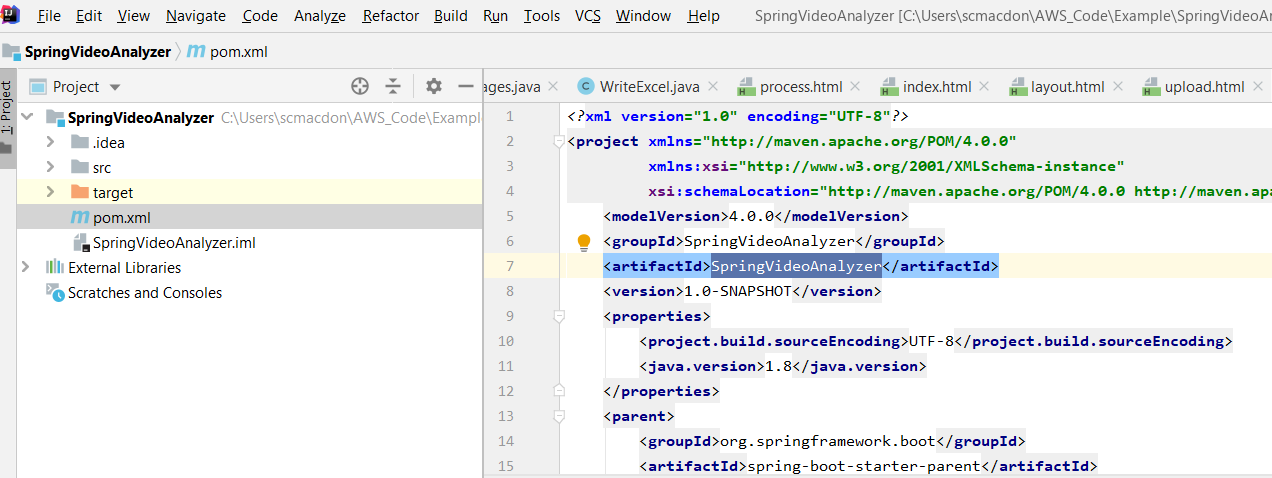 File Edit View Navigate Code Analyze Refactor Build Run Tools VCS Window Help SpringVideoAnalyzer [C:\Users\scmacdon\AWS_Code\Example\SpringVideoAn
SpringVideoAnalyzer pom.xml
1: Project
Project
SpringVideoAnalyzer C:\Users\scmacdon\AWS_Code\Example
.idea
src
target
pom.xml
SpringVideoAnalyzer.iml
External Libraries
Scratches and Consoles
ages.java WriteExcel.java process.html index.html layout.html upload.html
1 <?xml version="1.0" encoding="UTF-8"?>
2 <project xmlns="http://maven.apache.org/POM/4.0.0"
3 xmlns:xsi="http://www.w3.org/2001/XMLSchema-instance"
4 xsi:schemaLocation="http://maven.apache.org/POM/4.0.0 http://maven.apa
5 <modelVersion>4.0.0</modelVersion>
6 <groupId>SpringVideoAnalyzer</groupId>
7 <artifactId>SpringVideoAnalyzer</artifactId>
8 <version>1.0-SNAPSHOT</version>
9 <properties>
10 <project.build.sourceEncoding>UTF-8</project.build.sourceEncoding>
11 <java.version>1.8</java.version>
12 </properties>
13 <parent>
14 <groupId>org.springframework.boot</groupId>
15 <artifactId>spring-boot-starter-parent</artifactId>